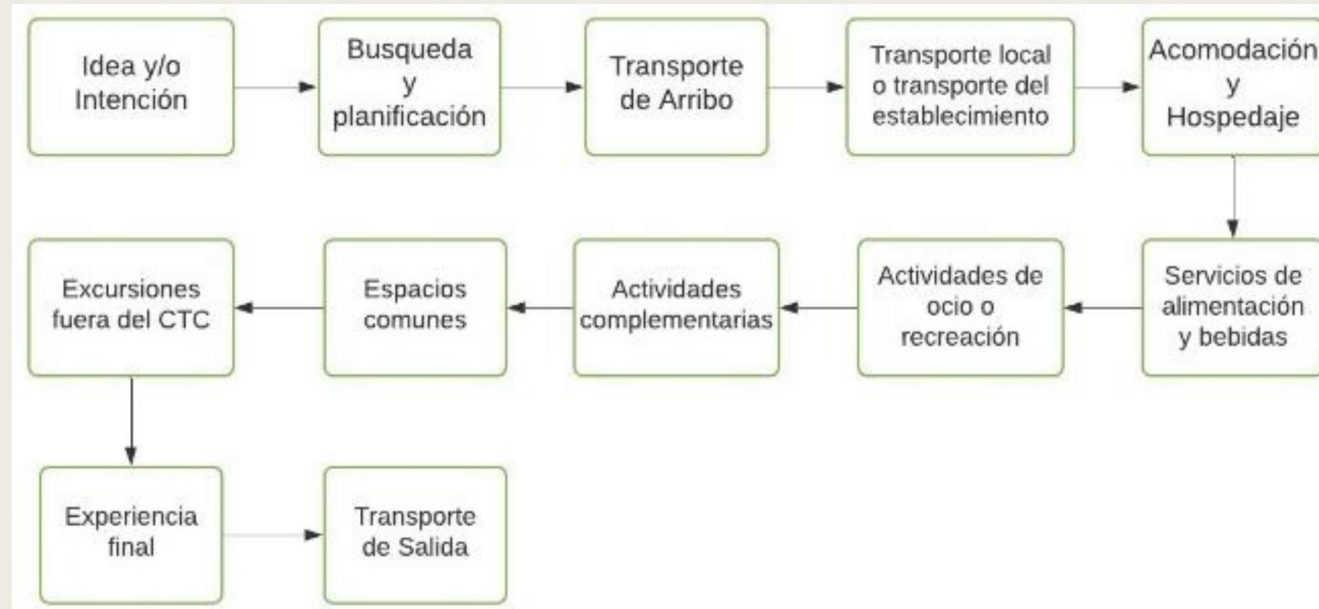 Idea y/o
Intención
Busqueda
y
planificación
Transporte
de Arribo
Transporte local
o transporte del
establecimiento
Acomodación
y
Hospedaje
Servicios de
alimentación
y bebidas
Actividades de
ocio o
recreación
Actividades
complementarias
Espacios
comunes
Excursiones
fuera del CTC
Experiencia
final
Transporte
de Salida